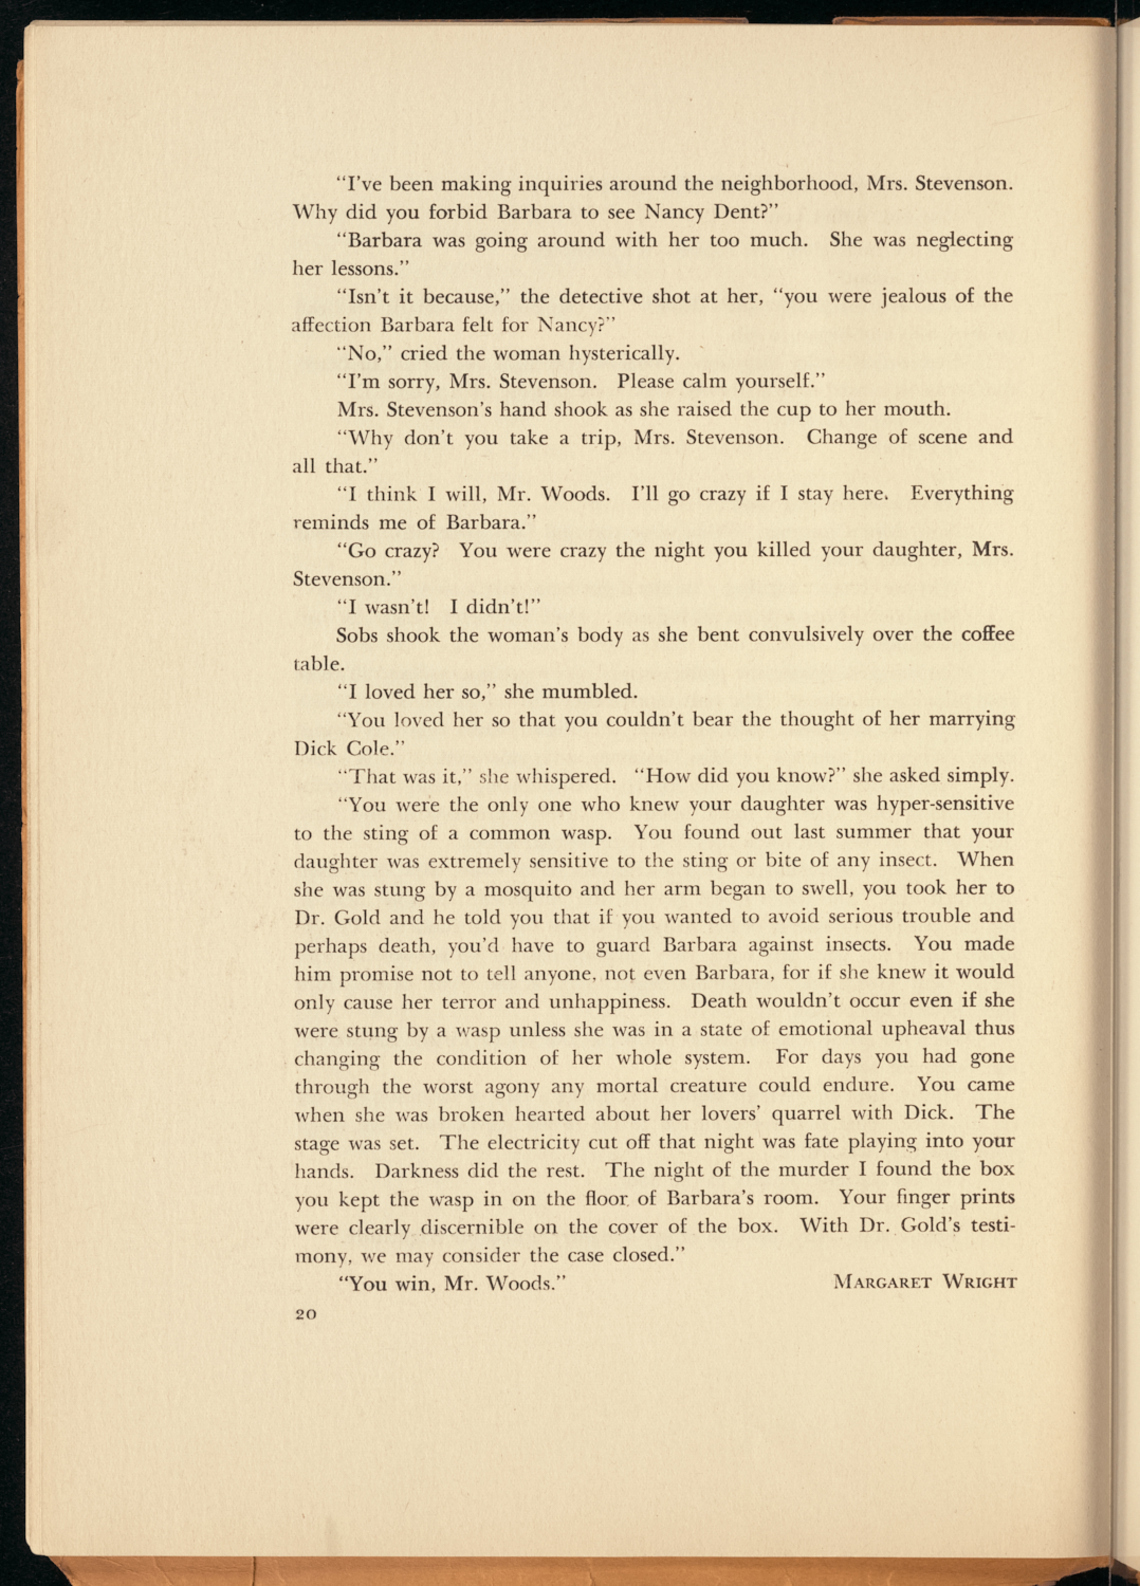 “I’ve been making inquiries around the neighborhood, Mrs. Stevenson.
Why did you forbid Barbara to see Nancy Dent?”
“Barbara was going around with her too much. She was neglecting
her lessons.”
“Isn’t it because,” the detective shot at her, “you were jealous of the
affection Barbara felt for Nancy?”
“No,” cried the woman hysterically.
“I’m sorry, Mrs. Stevenson. Please calm yourself.”
Mrs. Stevenson’s hand shook as she raised the cup to her mouth.
“Why don’t you take a trip, Mrs. Stevenson. Change of scene and
all that.”
“I think I will, Mr. Woods. I’ll go crazy if I stay here. Everything
reminds me of Barbara.”
“Go crazy? You were crazy the night you killed your daughter, Mrs.
Stevenson.”
“I wasn’t! I didn’t!”
Sobs shook the woman’s body as she bent convulsively over the coffee
table.
“I loved her so,” she mumbled.
“You loved her so that you couldn’t bear the thought of her marrying
Dick Cole.”
“That was it,” she whispered. “How did you know?” she asked simply.
“You were the only one who knew your daughter was hyper-sensitive
to the sting of a common wasp. You found out last summer that your
daughter was extremely sensitive to the sting or bite of any insect. When
she was stung by a mosquito and her arm began to swell, you took her to
Dr. Gold and he told you that if you wanted to avoid serious trouble and
perhaps death, you’d have to guard Barbara against insects. You made
him promise not to tell anyone, not even Barbara, for if she knew it would
only cause her terror and unhappiness. Death wouldn’t occur even if she
were stung by a wasp unless she was in a state of emotional upheaval thus
changing the condition of her whole system. For days you had gone
through the worst agony any mortal creature could endure. You came
when she was broken hearted about her lovers’ quarrel with Dick. The
stage was set. The electricity cut off that night was fate playing into your
hands. Darkness did the rest. The night of the murder I found the box
you kept the wasp in on the floor of Barbara’s room. Your finger prints
were clearly discernible on the cover of the box. With Dr. Gold’s testi-
mony, we may consider the case closed.”
“You win, Mr. Woods.” MARGARET WRIGHT
20